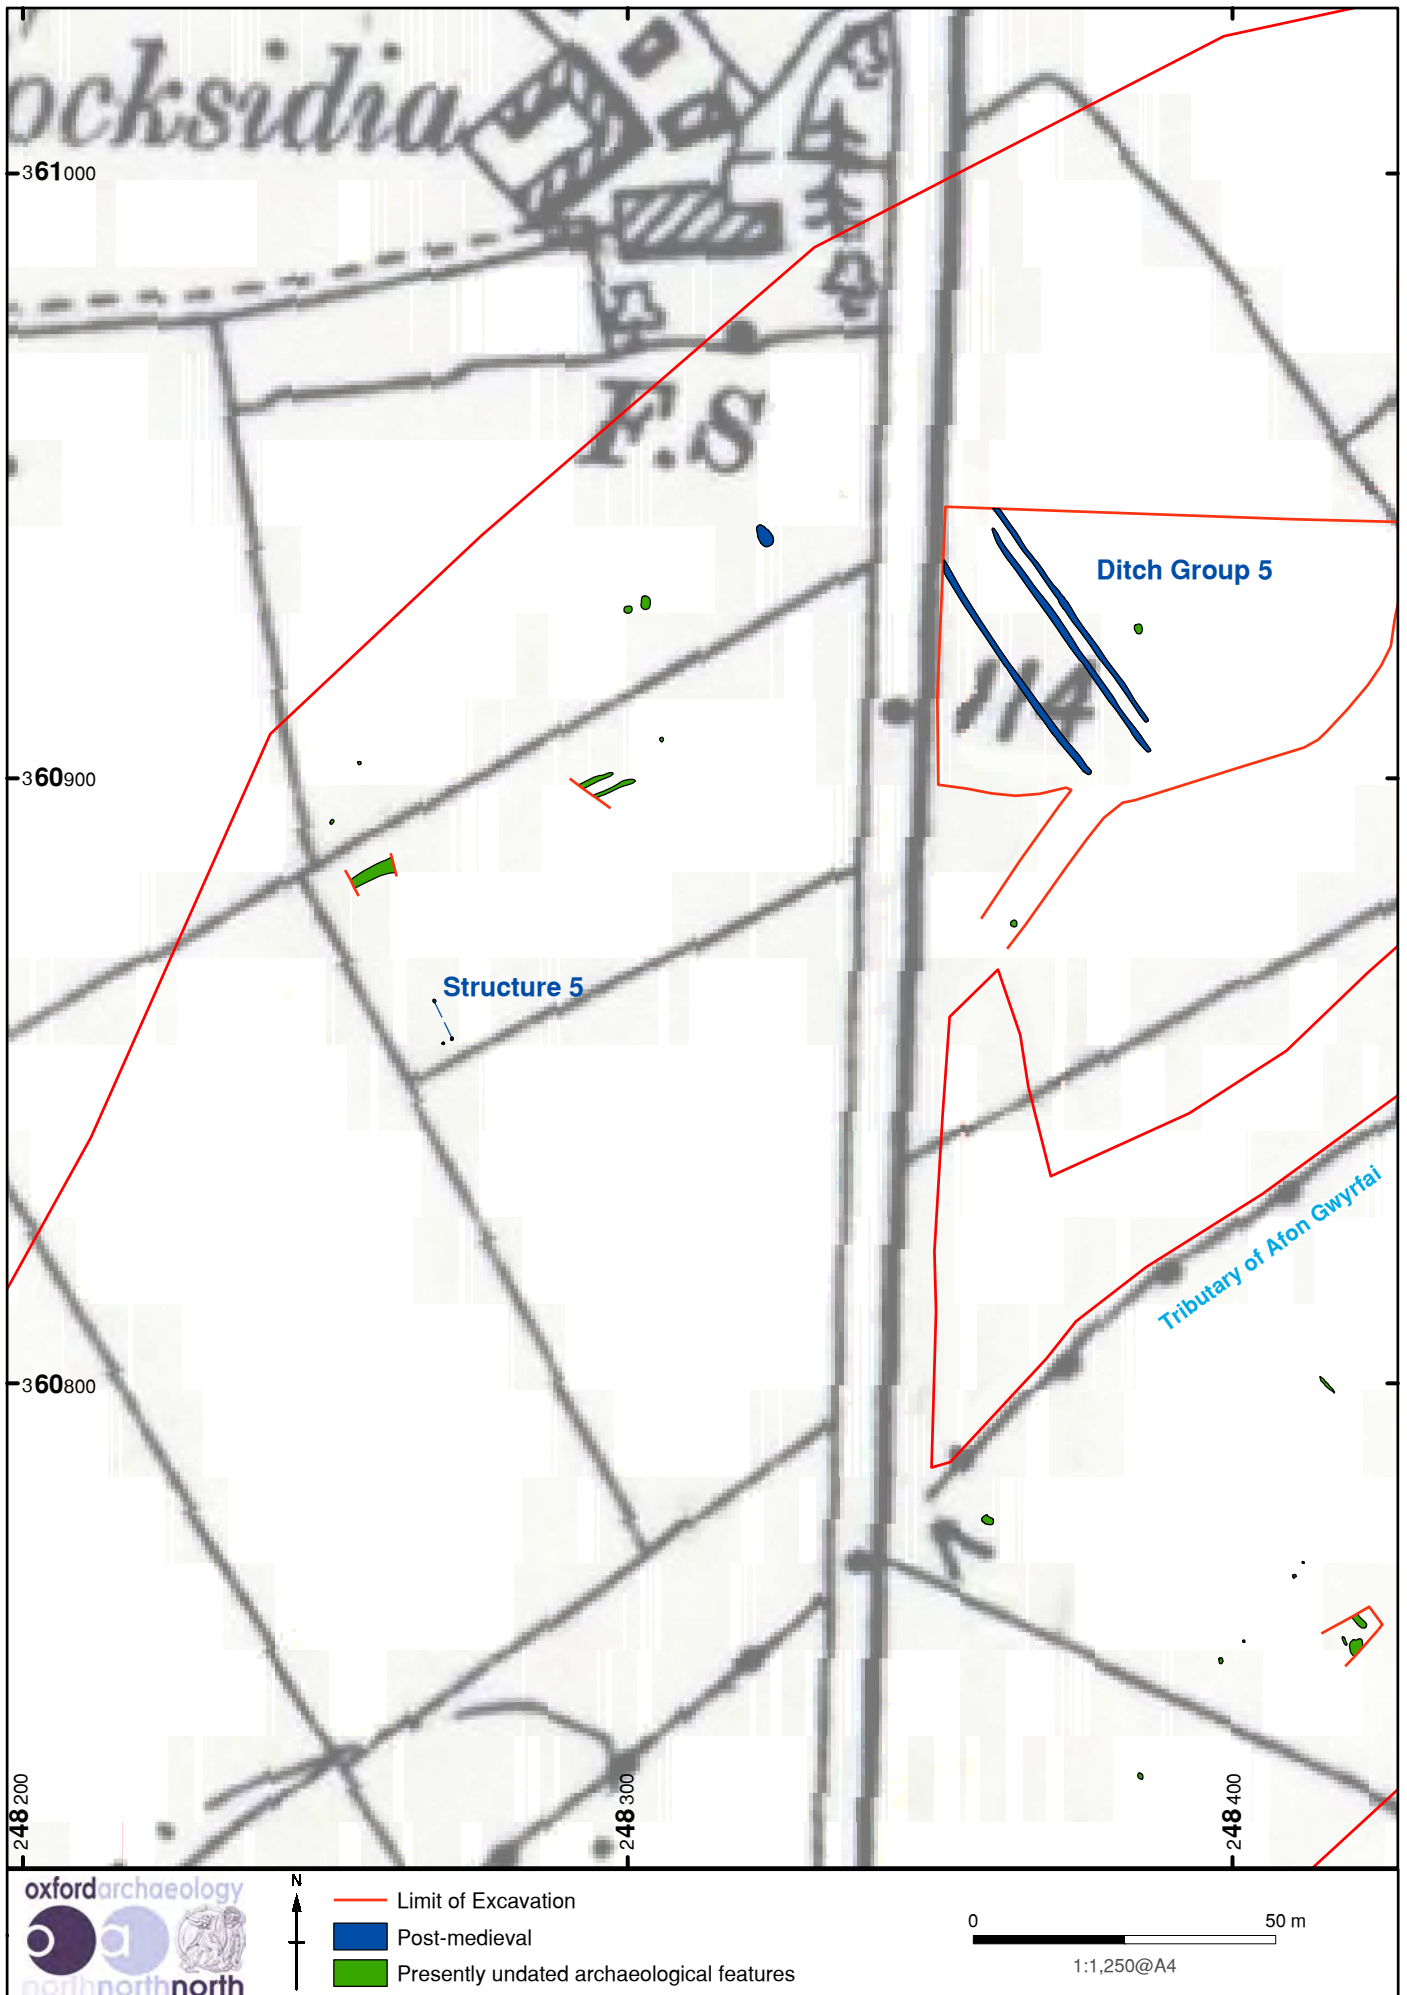 ocksidia
361000
F.S
Ditch Group 5
114
360900
Structure 5
Tributary of Afon Gwyrfai
360800
248200
248300
248400
oxfordarchaeology
northnorthnorth
N
Limit of Excavation
Post-medieval
Presently undated archaeological features
0 50 m
1:1,250@A4